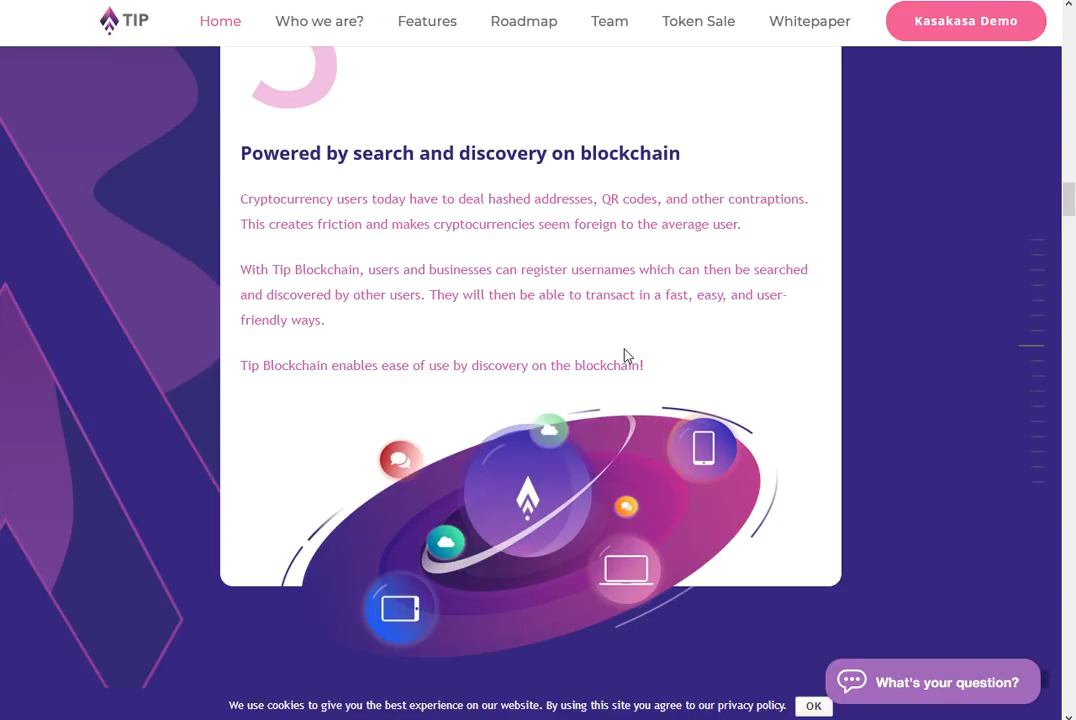 TIP
Home
Who we are?
Features
Roadmap
Team
Token Sale
Whitepaper
Kasakasa Demo
Powered by search and discovery on blockchain
Cryptocurrency users today have to deal hashed addresses, QR codes, and other contraptions.
This creates friction and makes cryptocurrencies seem foreign to the average user.
With Tip Blockchain, users and businesses can register usernames which can then be searched
and discovered by other users. They will then be able to transact in a fast, easy, and user-
friendly ways.
Tip Blockchain enables ease of use by discovery on the blockchain!
What's your question?
We use cookies to give you the best experience on our website. By using this site you agree to our privacy policy.
OK